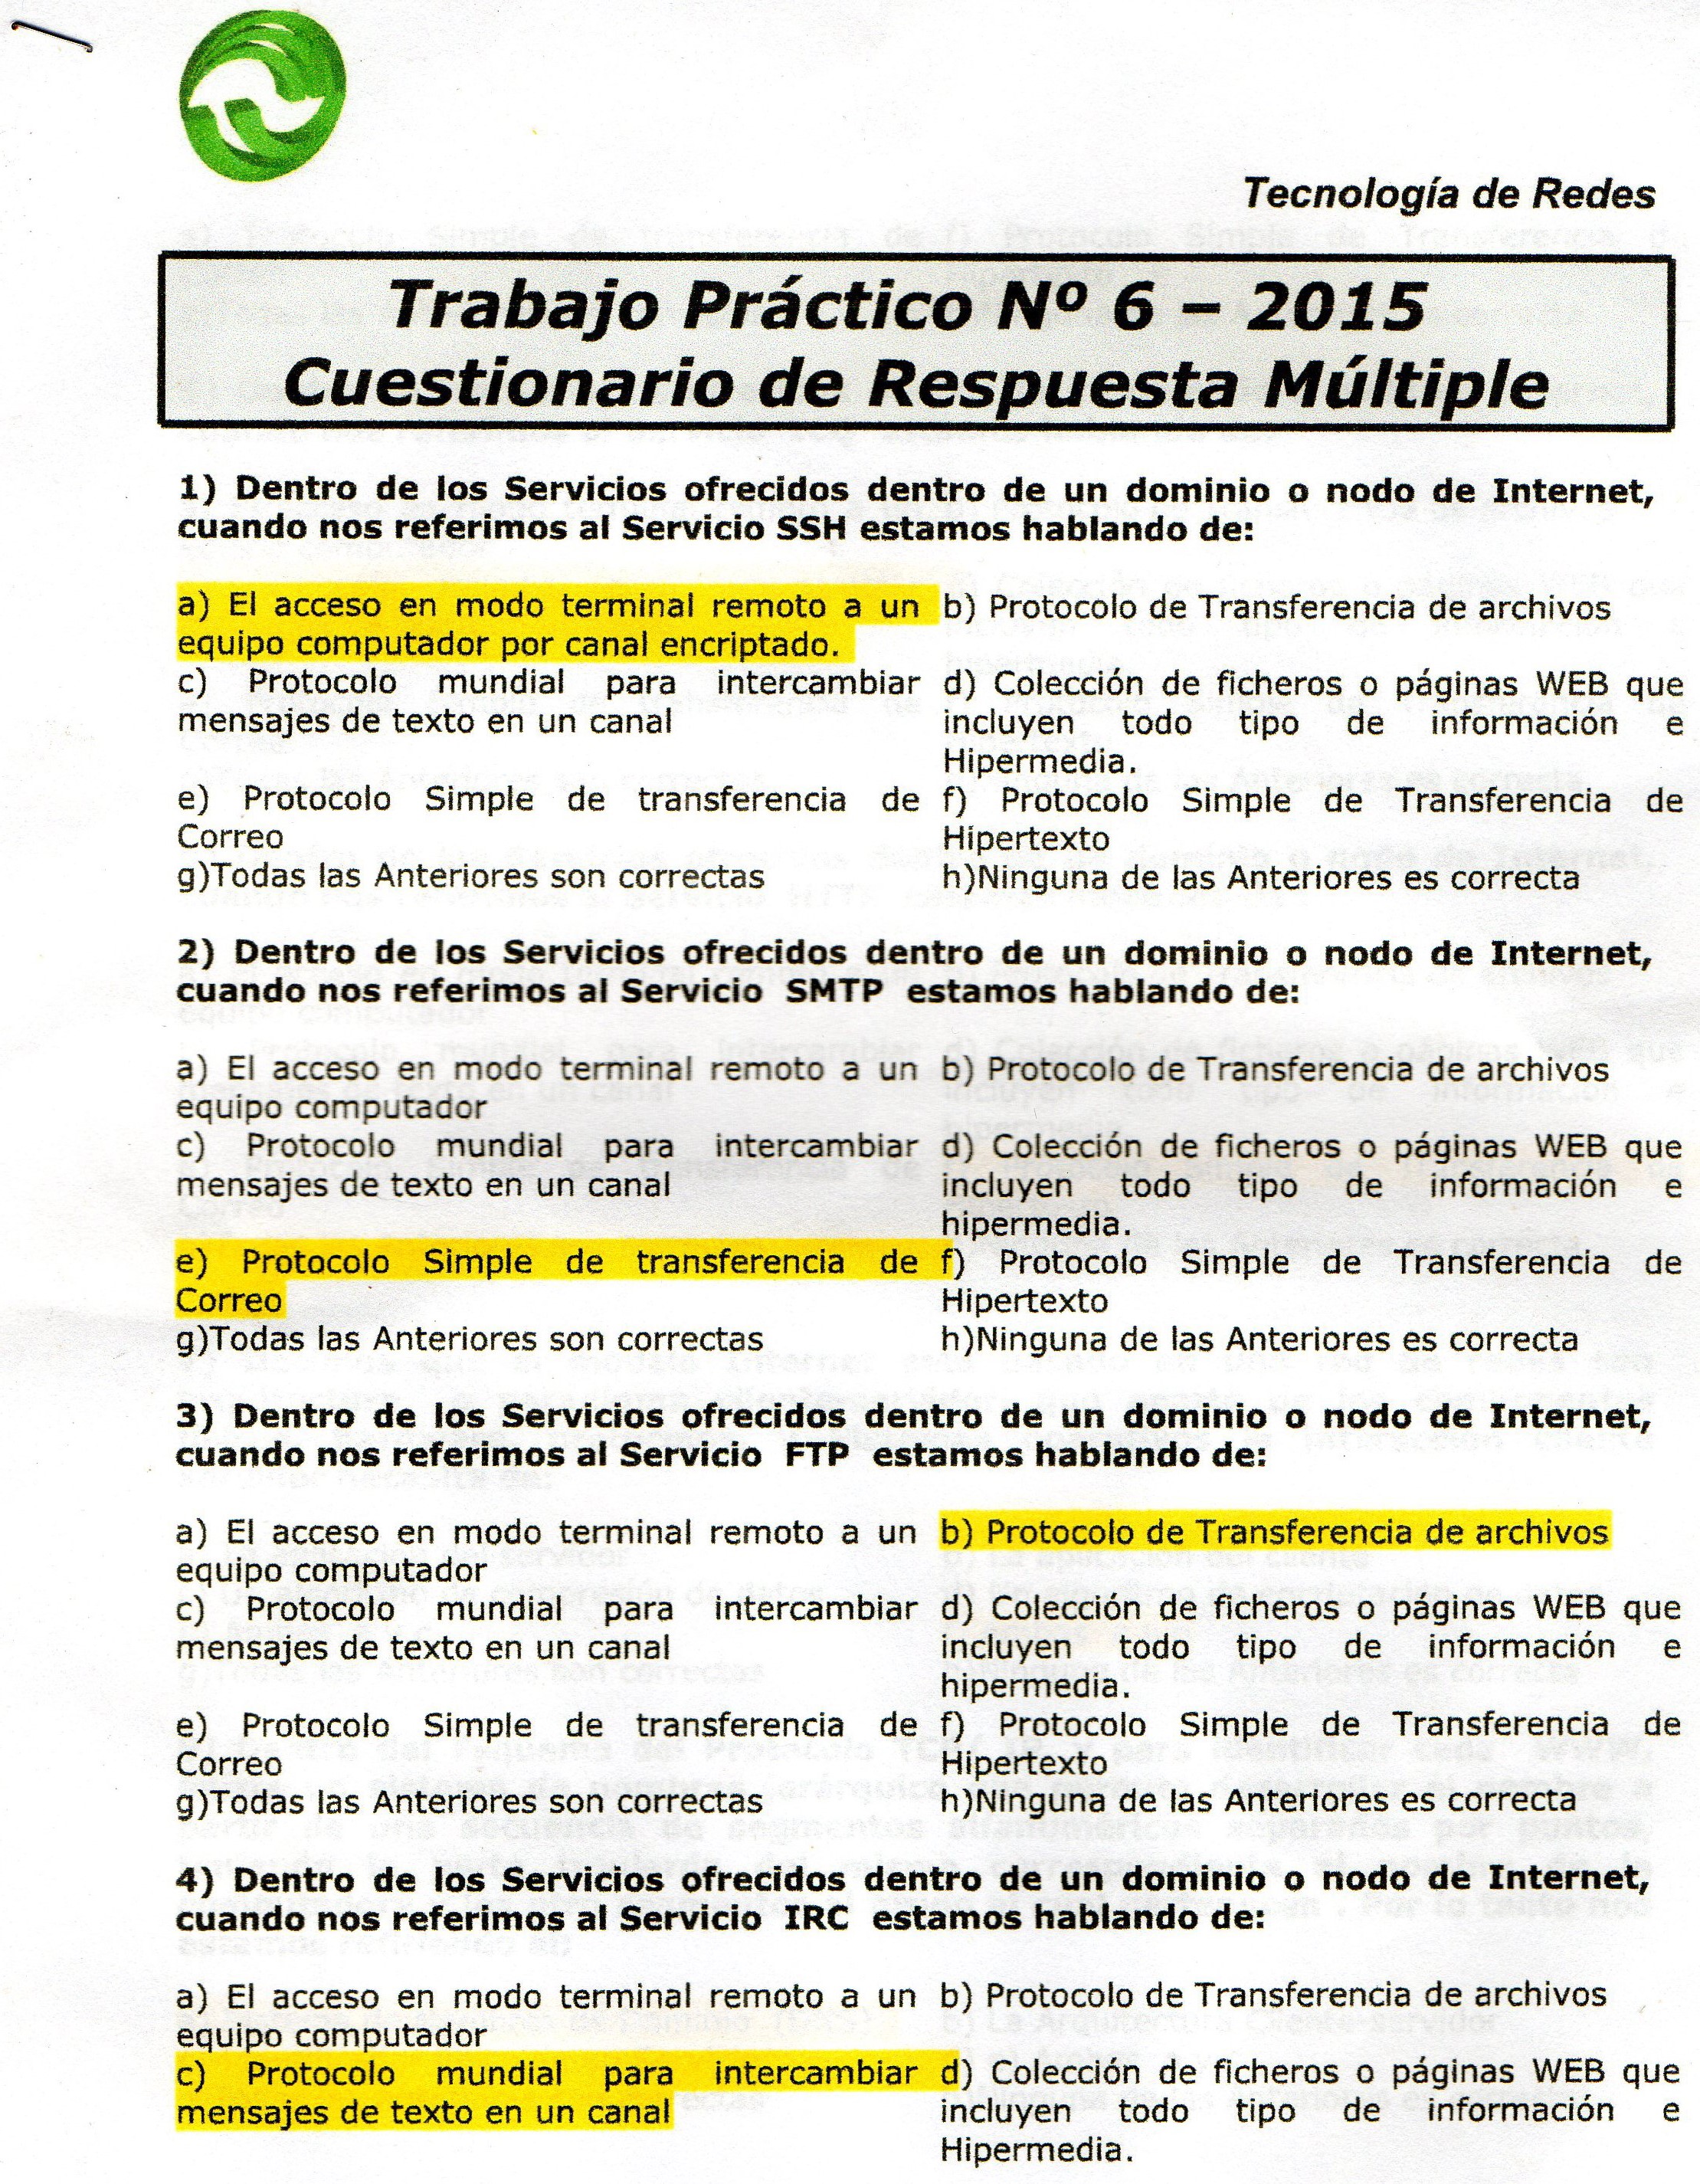 Tecnología de Redes
Trabajo Práctico Nº 6 – 2015
Cuestionario de Respuesta Múltiple
1) Dentro de los Servicios ofrecidos dentro de un dominio o nodo de Internet,
cuando nos referimos al Servicio SSH estamos hablando de:
a) El acceso en modo terminal remoto a un
equipo computador por canal encriptado.
b) Protocolo de Transferencia de archivos
c) Protocolo mundial para intercambiar
mensajes de texto en un canal
d) Colección de ficheros o páginas WEB que
incluyen todo tipo de información e
Hipermedia.
e) Protocolo Simple de transferencia de
Correo
f) Protocolo Simple de Transferencia de
Hipertexto
g)Todas las Anteriores son correctas
h)Ninguna de las Anteriores es correcta
2) Dentro de los Servicios ofrecidos dentro de un dominio o nodo de Internet,
cuando nos referimos al Servicio SMTP estamos hablando de:
a) El acceso en modo terminal remoto a un
equipo computador
b) Protocolo de Transferencia de archivos
c) Protocolo mundial para intercambiar
mensajes de texto en un canal
d) Colección de ficheros o páginas WEB que
incluyen todo tipo de información e
hipermedia.
e) Protocolo Simple de transferencia de
Correo
f) Protocolo Simple de Transferencia de
Hipertexto
g)Todas las Anteriores son correctas
h)Ninguna de las Anteriores es correcta
3) Dentro de los Servicios ofrecidos dentro de un dominio o nodo de Internet,
cuando nos referimos al Servicio FTP estamos hablando de:
a) El acceso en modo terminal remoto a un
equipo computador
b) Protocolo de Transferencia de archivos
c) Protocolo mundial para intercambiar
mensajes de texto en un canal
d) Colección de ficheros o páginas WEB que
incluyen todo tipo de información e
hipermedia.
e) Protocolo Simple de transferencia de
Correo
f) Protocolo Simple de Transferencia de
Hipertexto
g)Todas las Anteriores son correctas
h)Ninguna de las Anteriores es correcta
4) Dentro de los Servicios ofrecidos dentro de un dominio o nodo de Internet,
cuando nos referimos al Servicio IRC estamos hablando de:
a) El acceso en modo terminal remoto a un
equipo computador
b) Protocolo de Transferencia de archivos
c) Protocolo mundial para intercambiar
mensajes de texto en un canal
d) Colección de ficheros o páginas WEB que
incluyen todo tipo de información e
Hipermedia.